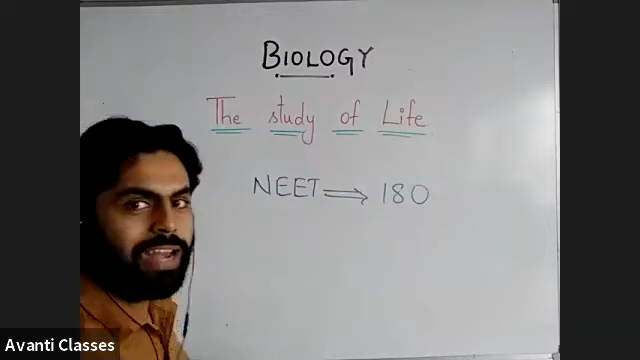 BIOLOGY
The study of Life
NEET ⇒ 180
Avanti Classes